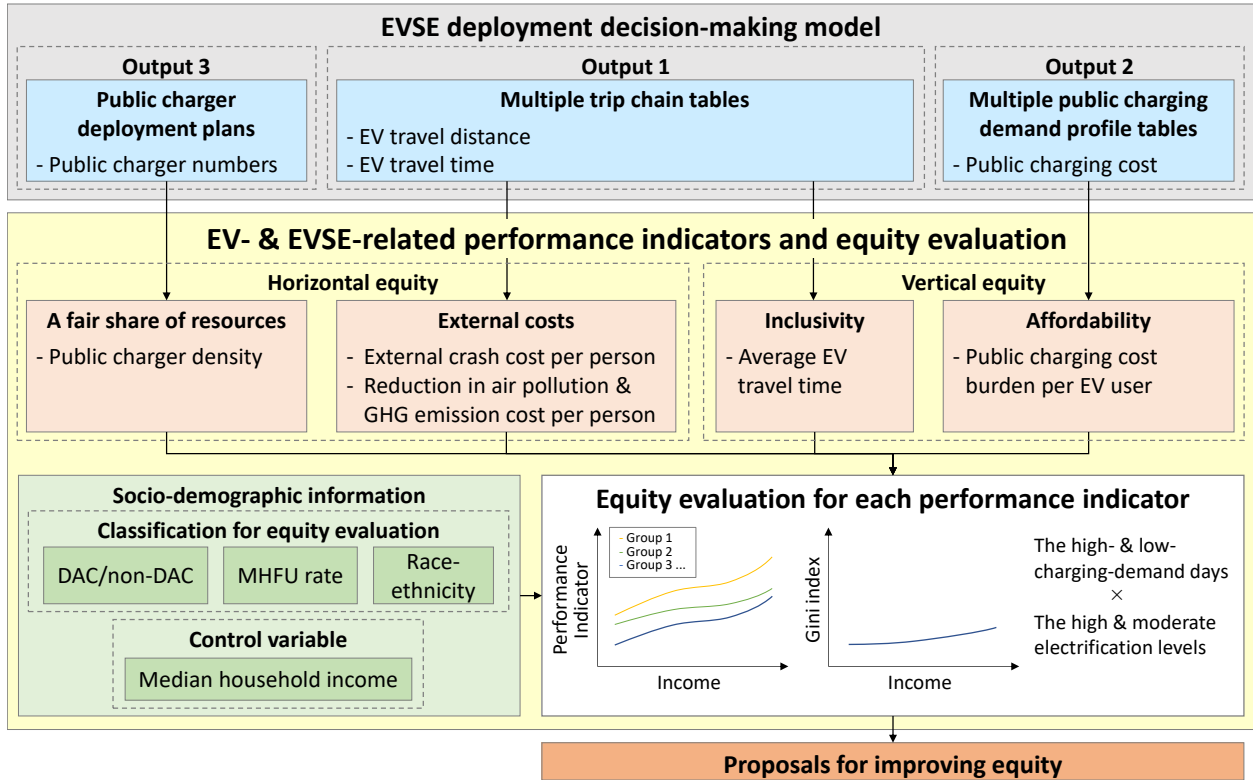 EVSE deployment decision-making model
Output 3
Public charger
deployment plans
- Public charger numbers
Output 1
Multiple trip chain tables
- EV travel distance
- EV travel time
Output 2
Multiple public charging
demand profile tables
- Public charging cost
EV- & EVSE-related performance indicators and equity evaluation
Horizontal equity
A fair share of resources
- Public charger density
External costs
- External crash cost per person
- Reduction in air pollution &
GHG emission cost per person
Vertical equity
Inclusivity
- Average EV
travel time
Affordability
- Public charging cost
burden per EV user
Socio-demographic information
Classification for equity evaluation
DAC/non-DAC
MHFU rate
Race-
ethnicity
Control variable
Median household income
Equity evaluation for each performance indicator
Performance
Indicator
- Group 1
- Group 2
- Group 3 ...
Income
Gini index
Income
The high- & low-
charging-demand days
×
The high & moderate
electrification levels
Proposals for improving equity